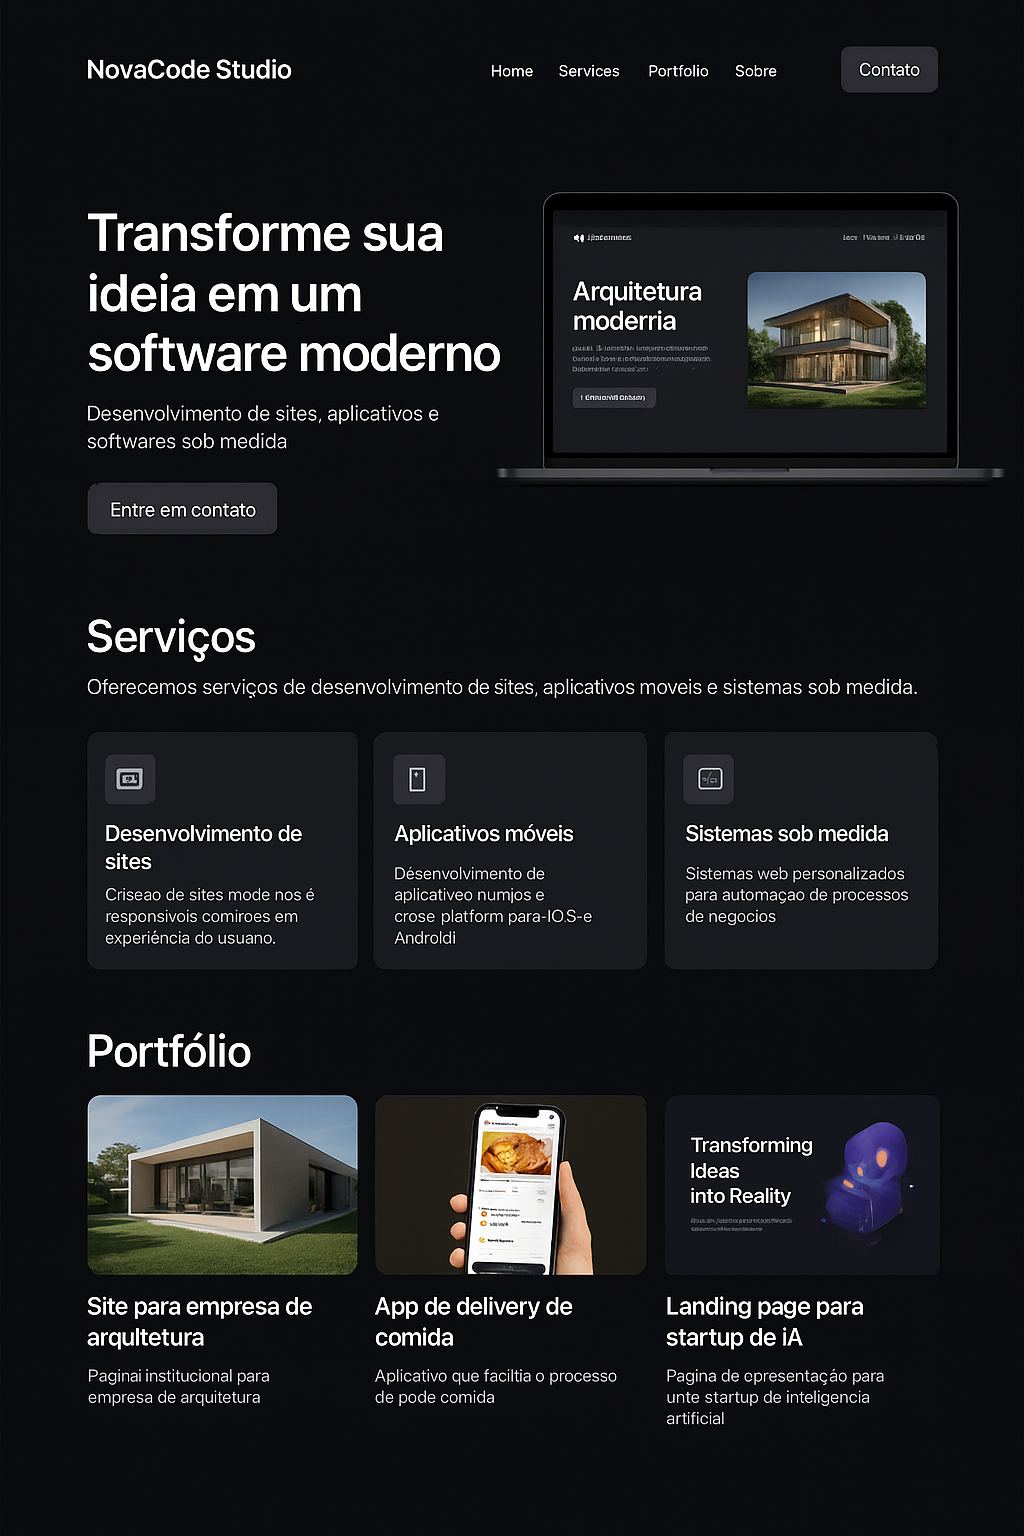 NovaCode Studio
Home Services Portfolio Sobre Contato
Transforme sua
ideia em um
software moderno
Desenvolvimento de sites, aplicativos e
softwares sob medida
Entre em contato
Arquitetura
moderria
Serviços
Oferecemos serviços de desenvolvimento de sites, aplicativos moveis e sistemas sob medida.
Desenvolvimento de
sites
Criseao de sites mode nos é
responsivois comiroes em
experiéncia do usuano.
Aplicativos móveis
Désenvolvimento de
aplicativeo numjos e
crose platform para-IO.S-e
Androldi
Sistemas sob medida
Sistemas web personalizados
para automaçao de processos
de negocios
Portfólio
Transforming
Ideas
into Reality
Site para empresa de
arqultetura
Paginai institucional para
empresa de arquitetura
App de delivery de
comida
Aplicativo que faciltia o processo
de pode comida
Landing page para
startup de iA
Pagina de opresentação para
unte startup de inteligencia
artificial